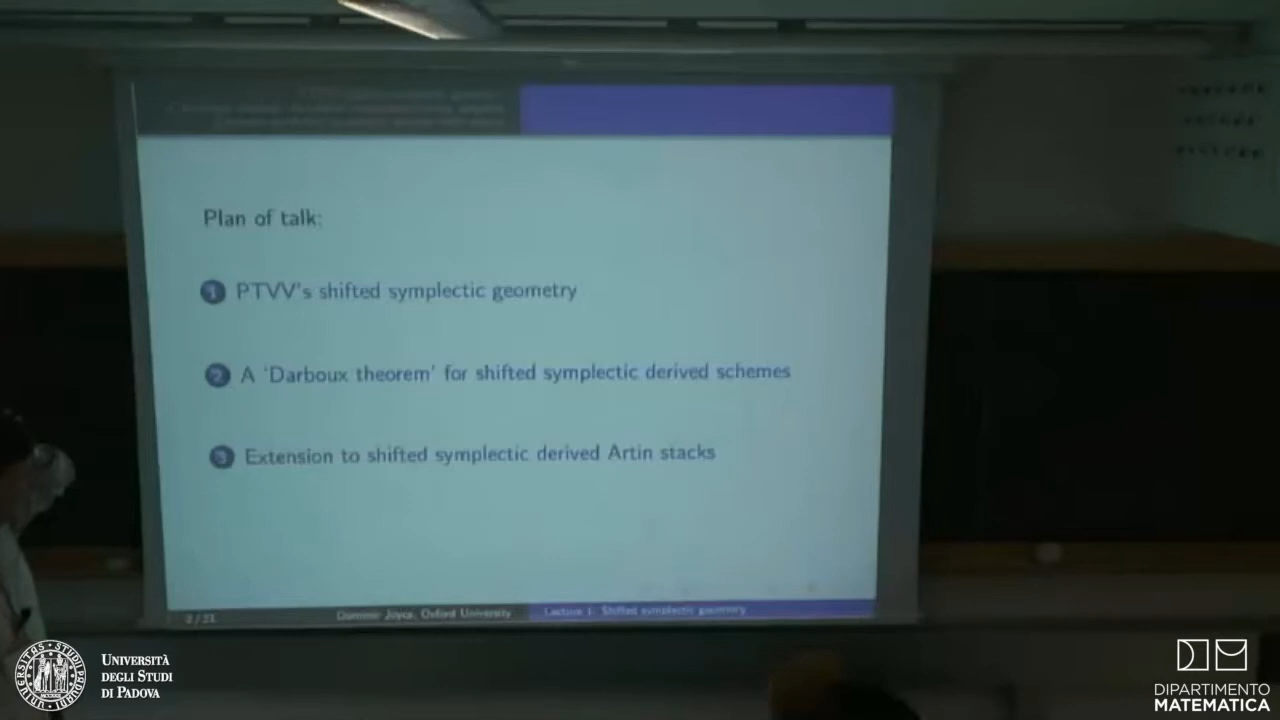 Plan of talk:
1 PTVV's shifted symplectic geometry
2 A 'Darboux theorem' for shifted symplectic derived schemes
3 Extension to shifted symplectic derived Artin stacks
2 / 21 Dominic Joyce, Oxford University Lecture 1: Shifted symplectic geometry
UNIVERSITÀ
DEGLI STUDI
DI PADOVA
DIPARTIMENTO
MATEMATICA